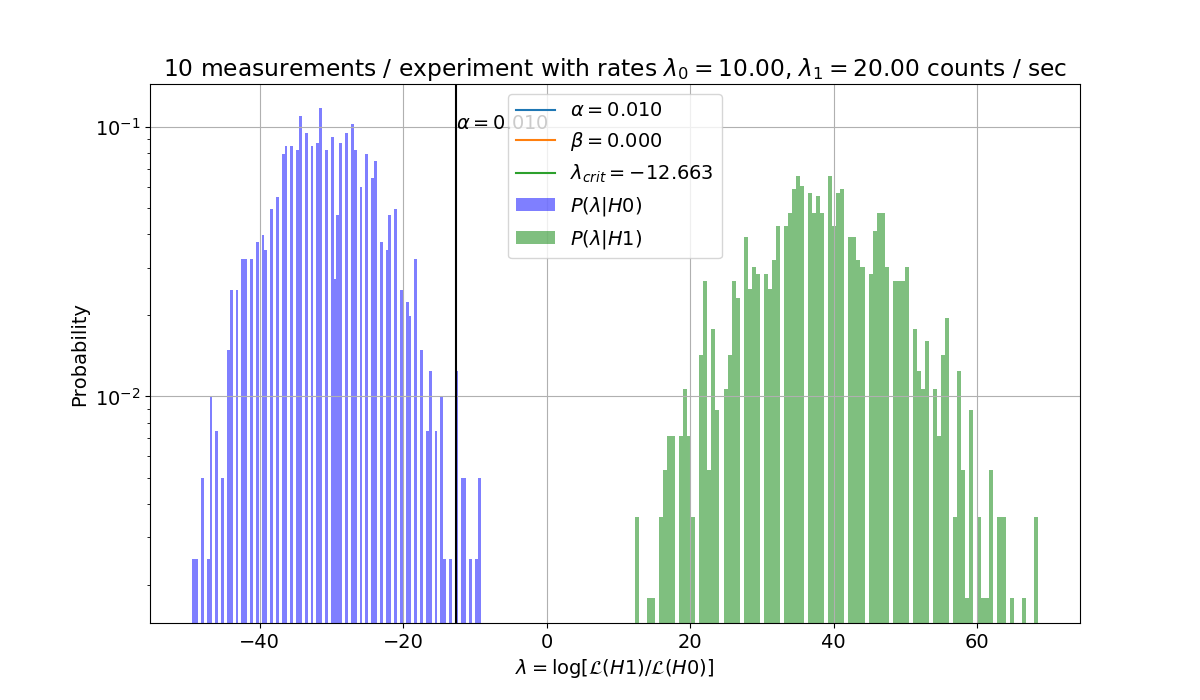 10 measurements / experiment with rates λ₀ = 10.00, λ₁ = 20.00 counts / sec
α = 0.010
α = 0.010
β = 0.000
λ_crit = −12.663
P(λ|H0)
P(λ|H1)
10⁻¹
10⁻²
Probability
−40 −20 0 20 40 60
λ = log[ℒ(H1)/ℒ(H0)]